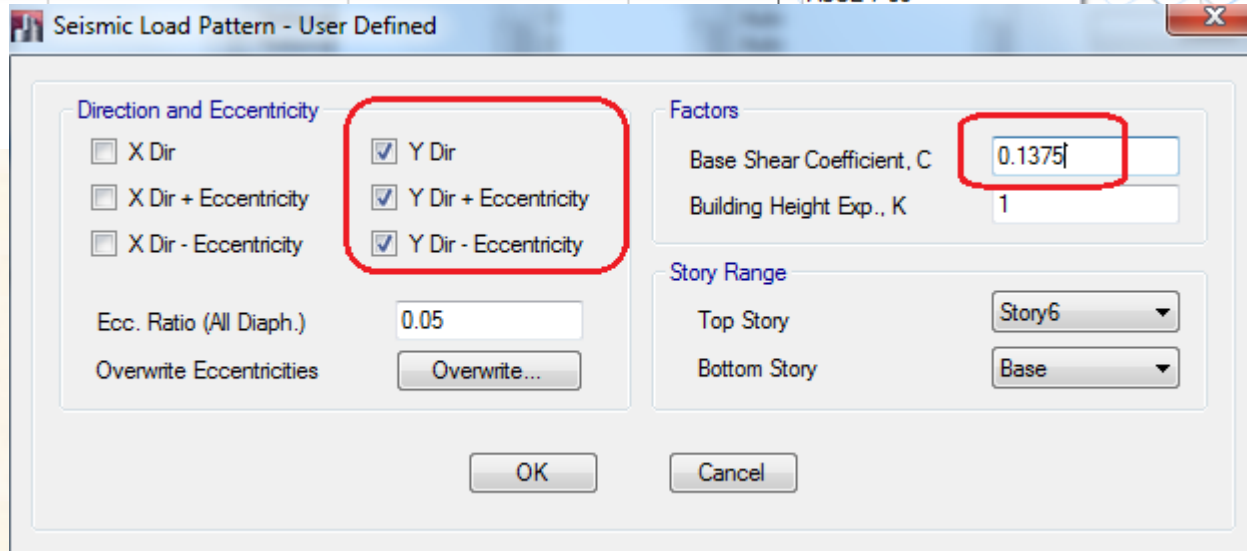 Seismic Load Pattern - User Defined
Direction and Eccentricity
X Dir
Y Dir
X Dir + Eccentricity
Y Dir + Eccentricity
X Dir - Eccentricity
Y Dir - Eccentricity
Ecc. Ratio (All Diaph.) 0.05
Overwrite Eccentricities Overwrite...
Factors
Base Shear Coefficient, C 0.1375
Building Height Exp., K 1
Story Range
Top Story Story6
Bottom Story Base
OK Cancel